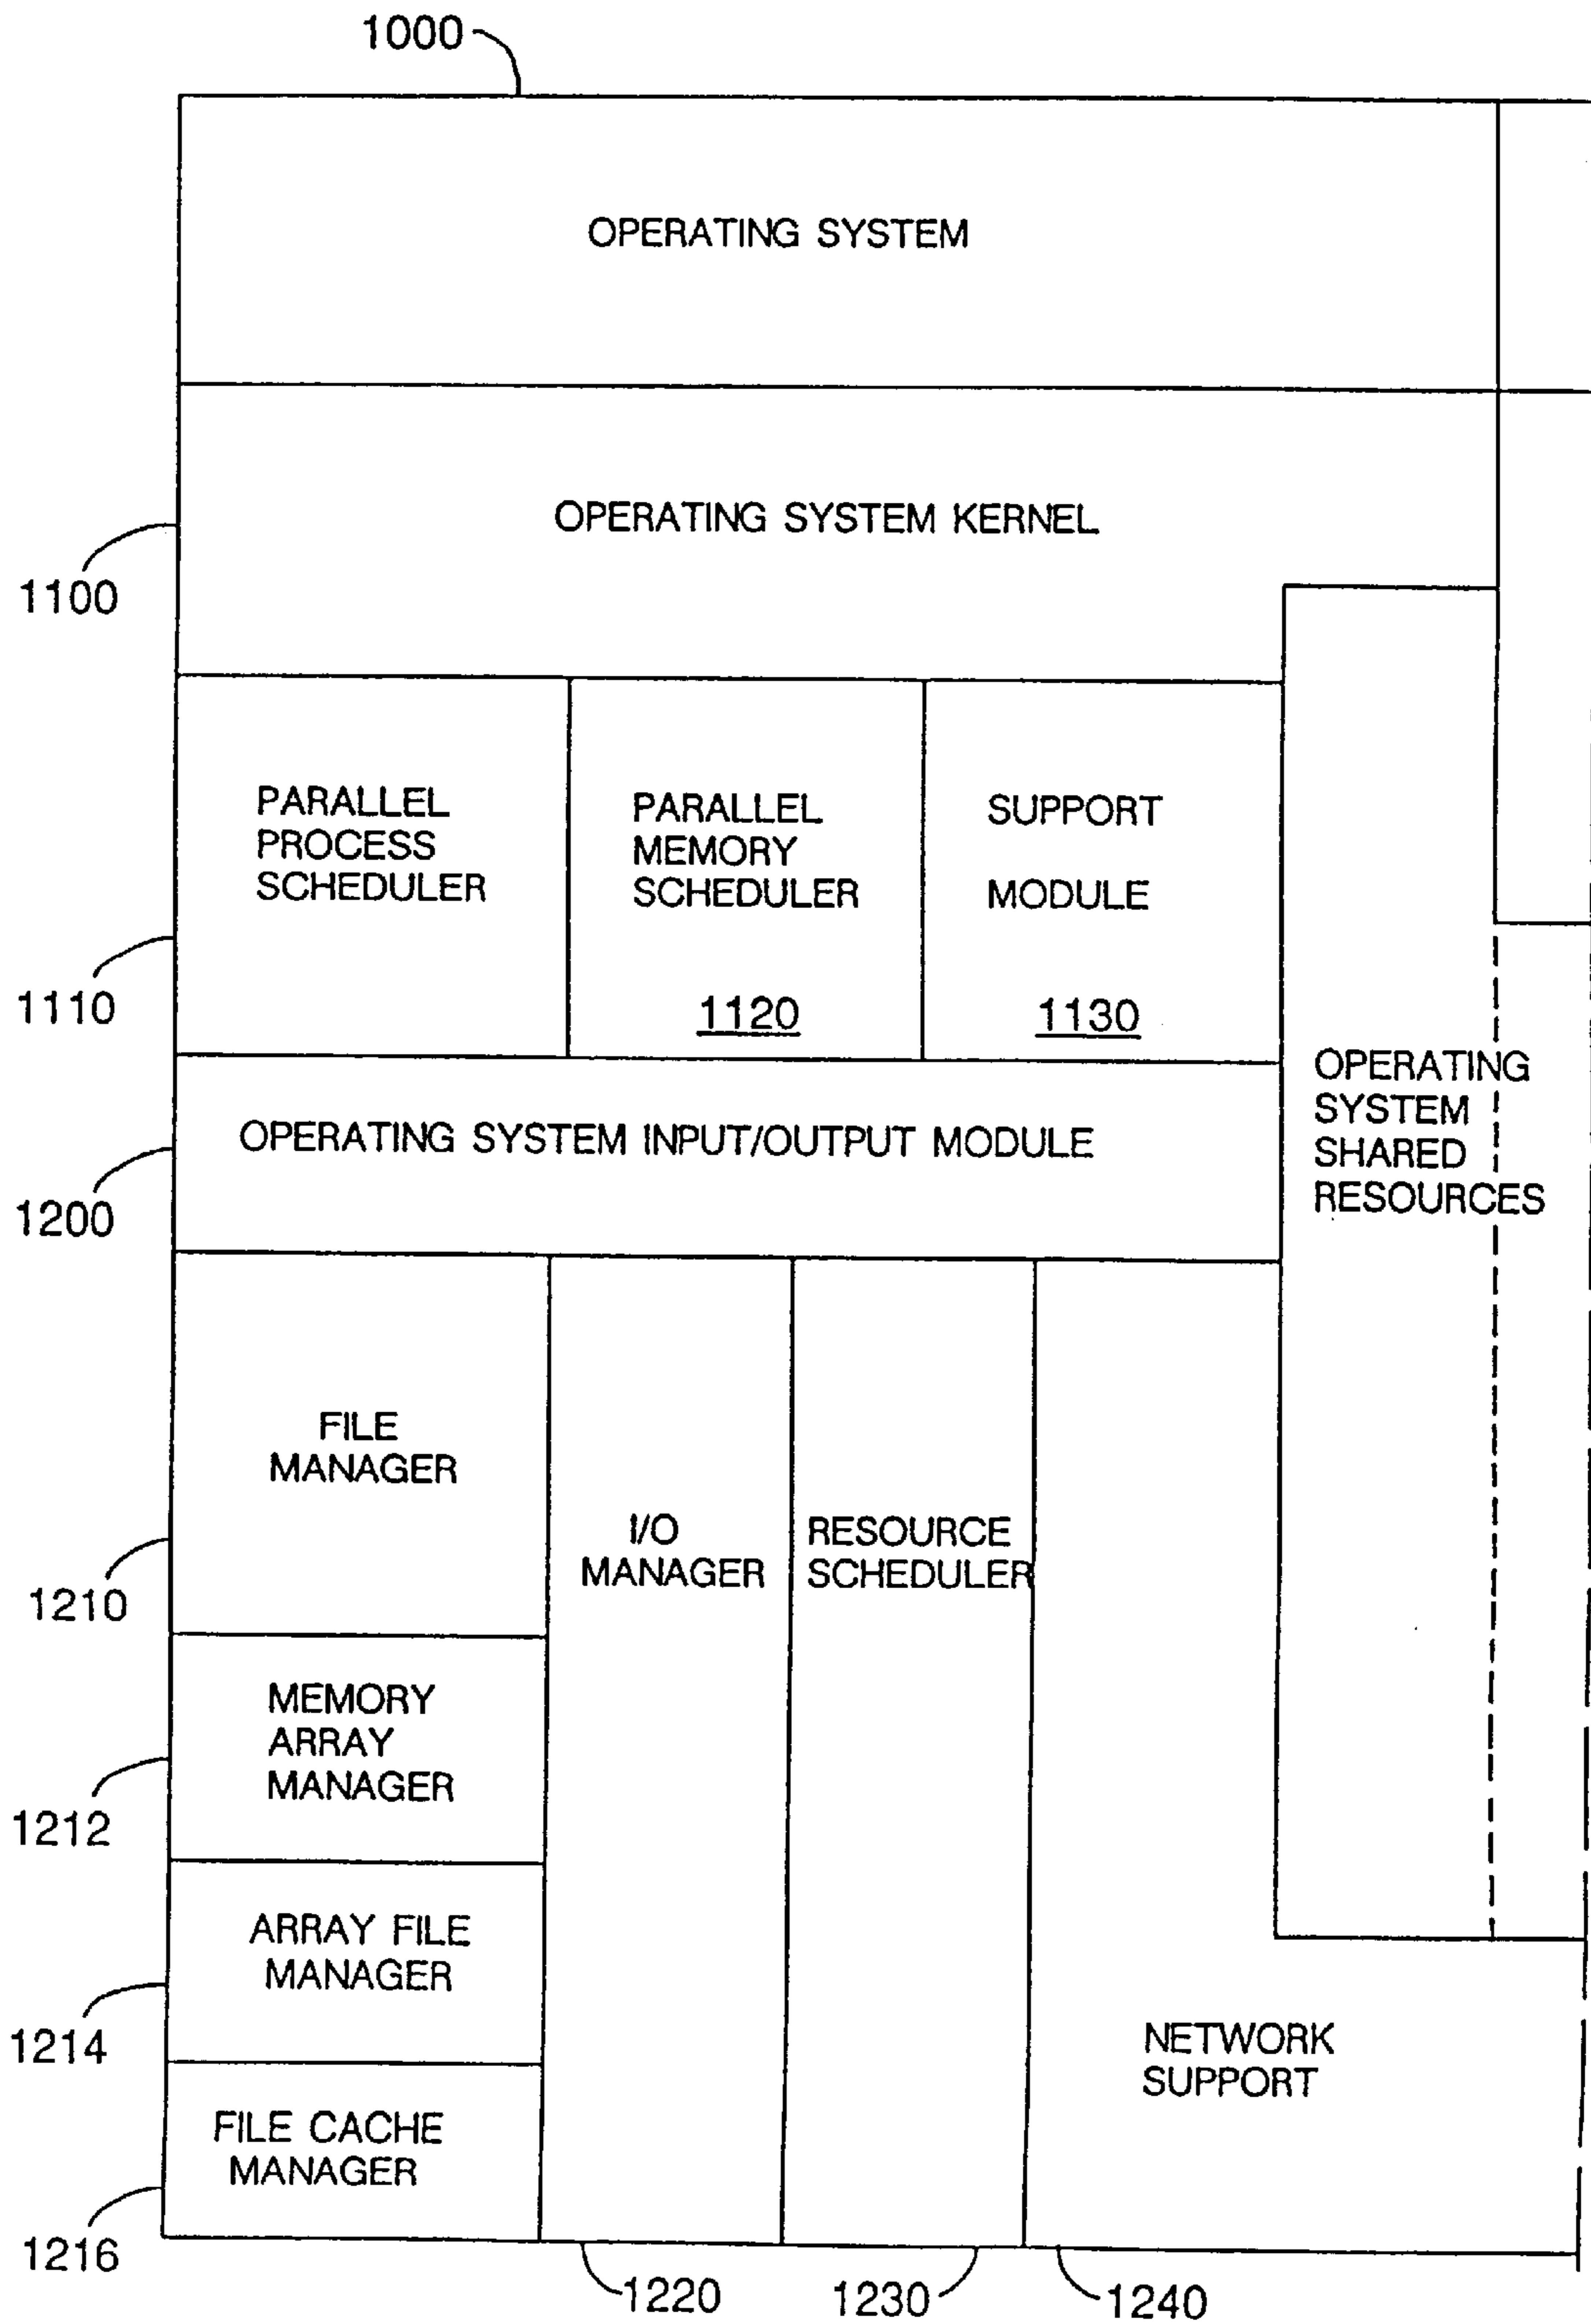 1000
OPERATING SYSTEM
OPERATING SYSTEM KERNEL
1100
PARALLEL
PROCESS
SCHEDULER
1110
PARALLEL
MEMORY
SCHEDULER
1120
SUPPORT
MODULE
1130
OPERATING
SYSTEM
SHARED
RESOURCES
OPERATING SYSTEM INPUT/OUTPUT MODULE
1200
FILE
MANAGER
1210
I/O
MANAGER
RESOURCE
SCHEDULER
MEMORY
ARRAY
MANAGER
1212
ARRAY FILE
MANAGER
1214
NETWORK
SUPPORT
FILE CACHE
MANAGER
1216
1220
1230
1240